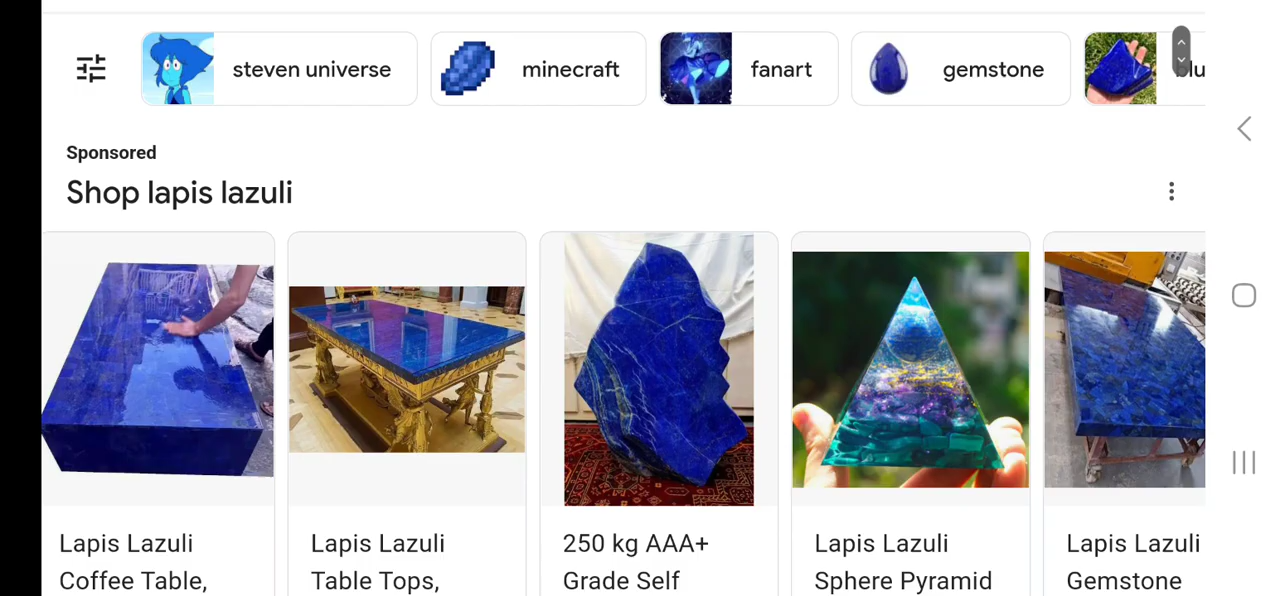 steven universe
minecraft
fanart
gemstone
blu
Sponsored
Shop lapis lazuli
Lapis Lazuli
Coffee Table,
Lapis Lazuli
Table Tops,
250 kg AAA+
Grade Self
Lapis Lazuli
Sphere Pyramid
Lapis Lazuli
Gemstone